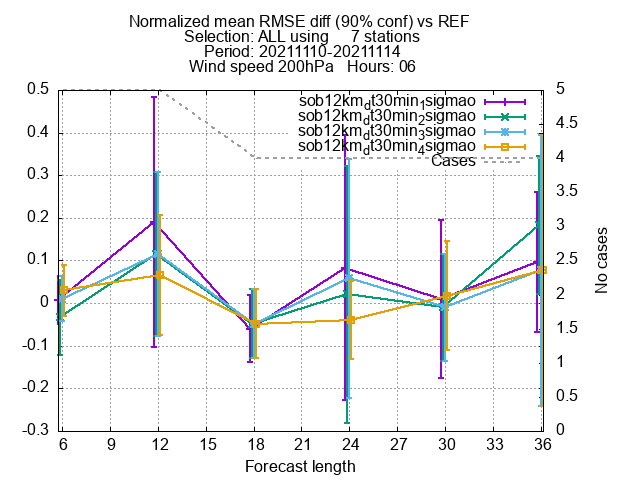 Normalized mean RMSE diff (90% conf) vs REF
Selection: ALL using     7 stations
Period: 20211110-20211114
Wind speed 200hPa   Hours: 06
sob12km_dt30min_1sigmao
sob12km_dt30min_2sigmao
sob12km_dt30min_3sigmao
sob12km_dt30min_4sigmao
Cases
0.5
0.4
0.3
0.2
0.1
0
-0.1
-0.2
-0.3
5
4.5
4
3.5
3
2.5
2
1.5
1
0.5
0
No cases
6 9 12 15 18 21 24 27 30 33 36
Forecast length